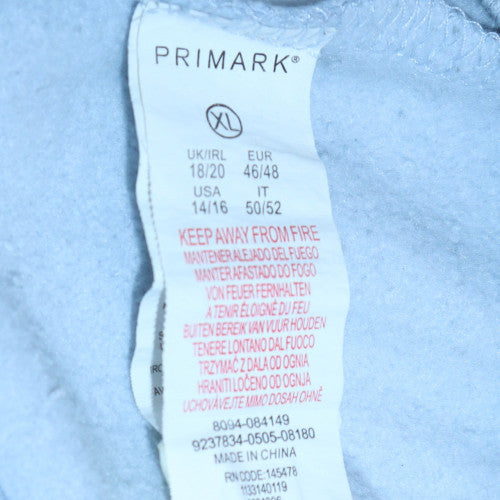 PRIMARK®
XL
UK/IRL EUR
18/20 46/48
USA IT
14/16 50/52
KEEP AWAY FROM FIRE
MANTENER ALEJADO DEL FUEGO
MANTER AFASTADO DO FOGO
VON FEUER FERNHALTEN
A TENIR ÉLOIGNÉ DU FEU
BUITEN BEREIK VAN VUUR HOUDEN
TENERE LONTANO DAL FUOCO
TRZYMAĆ Z DALA OD OGNIA
HRANITI LOČENO OD OGNJA
UCHOVÁVEJTE MIMO DOSAH OHNĚ
8094-084149
9237834-0505-08180
MADE IN CHINA
RN CODE: 145478
1133140119